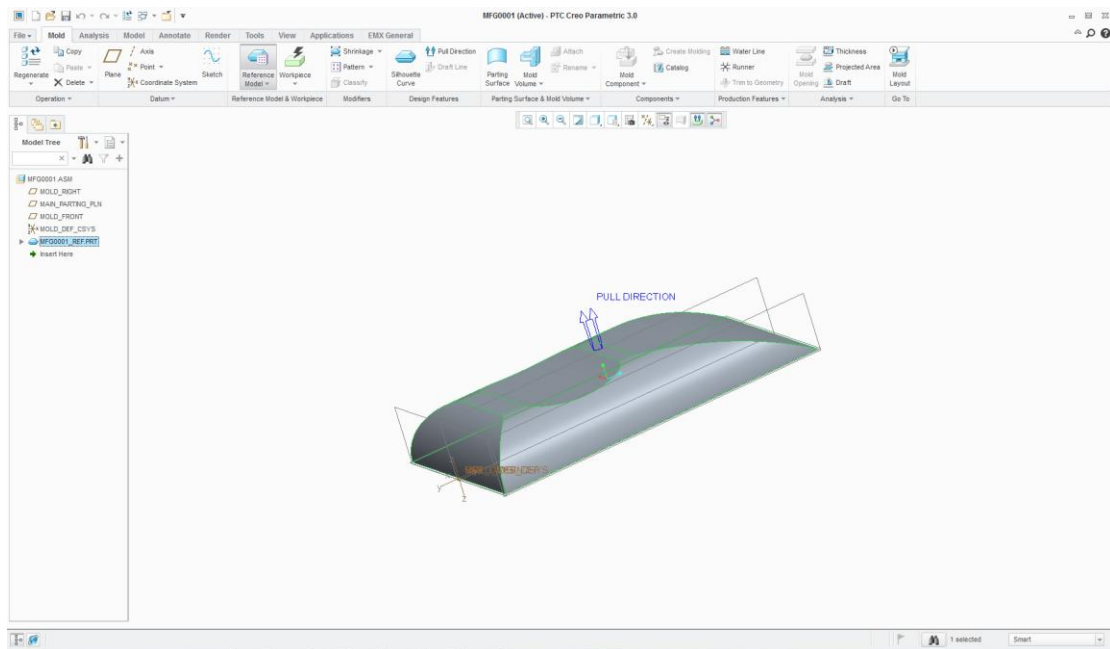 MFG0001 (Active) - PTC Creo Parametric 3.0
File Mold Analysis Model Annotate Render Tools View Applications EMX General
Regenerate
Copy
Paste
Delete
Operation
Plane
Axis
Point
Coordinate System
Sketch
Datum
Reference Model
Workpiece
Reference Model & Workpiece
Shrinkage
Pattern
Classify
Modifiers
Silhouette Curve
Pull Direction
Draft Line
Design Features
Parting Surface
Mold Volume
Attach
Rename
Parting Surface & Mold Volume
Mold Component
Create Molding
Catalog
Components
Water Line
Runner
Trim to Geometry
Production Features
Mold Opening
Thickness
Projected Area
Draft
Analysis
Mold Layout
Go To
Model Tree
MFG0001.ASM
MOLD_RIGHT
MAIN_PARTING_PLN
MOLD_FRONT
MOLD_DEF_CSYS
MFG0001_REF.PRT
Insert Here
PULL DIRECTION
Y
Z
1 selected
Smart